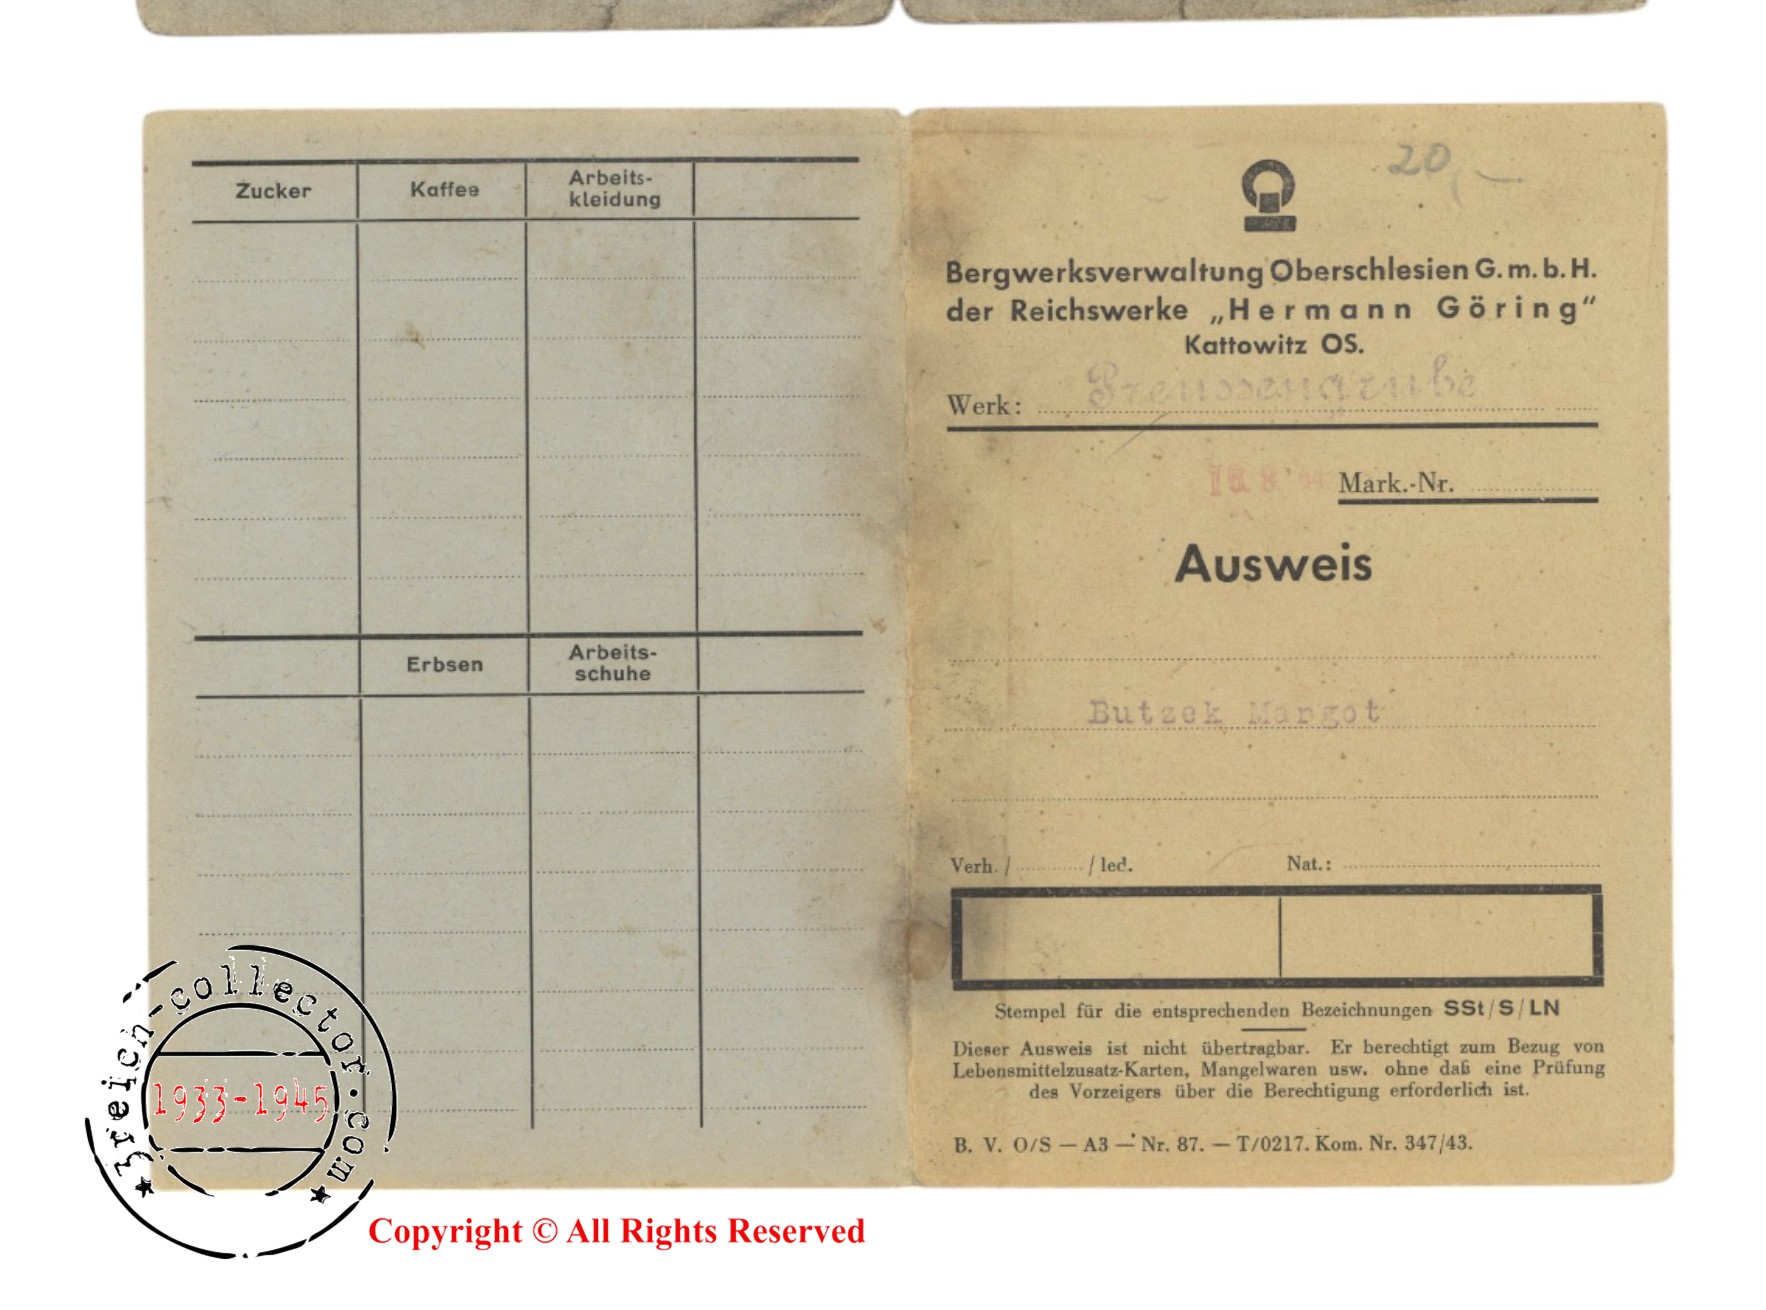 Zucker
Kaffee
Arbeits-
kleidung
Erbsen
Arbeits-
schuhe
20,-
Bergwerksverwaltung Oberschlesien G.m.b.H.
der Reichswerke „Hermann Göring“
Kattowitz OS.
Werk: Preussengrube
Mark.-Nr.
Ausweis
Butzek Margot
Verh. / / led. Nat.:
Stempel für die entsprechenden Bezeichnungen SSt/S/LN
Dieser Ausweis ist nicht übertragbar. Er berechtigt zum Bezug von
Lebensmittelzusatz-Karten, Mangelwaren usw. ohne daß eine Prüfung
des Vorzeigers über die Berechtigung erforderlich ist.
B. V. O/S — A3 — Nr. 87. — T/0217. Kom. Nr. 347/43.
3reich-collector.com
1933-1945
Copyright © All Rights Reserved